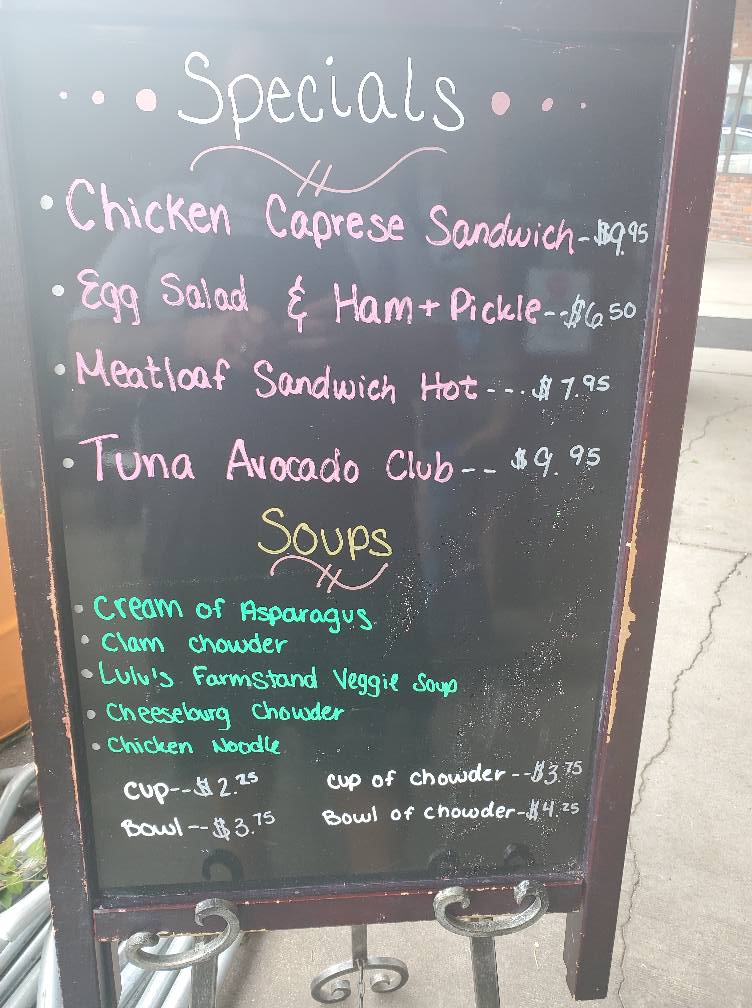 Specials
Chicken Caprese Sandwich-$9.95
Egg Salad & Ham+Pickle--$6.50
Meatloaf Sandwich Hot---.$7.95
Tuna Avocado Club--$9.95
Soups
Cream of Asparagus
Clam chowder
Lulu's Farmstand Veggie Soup
Cheeseburg Chowder
Chicken Noodle
Cup--$2.25 Cup of chowder--$3.75
Bowl--$3.75 Bowl of chowder-$4.25